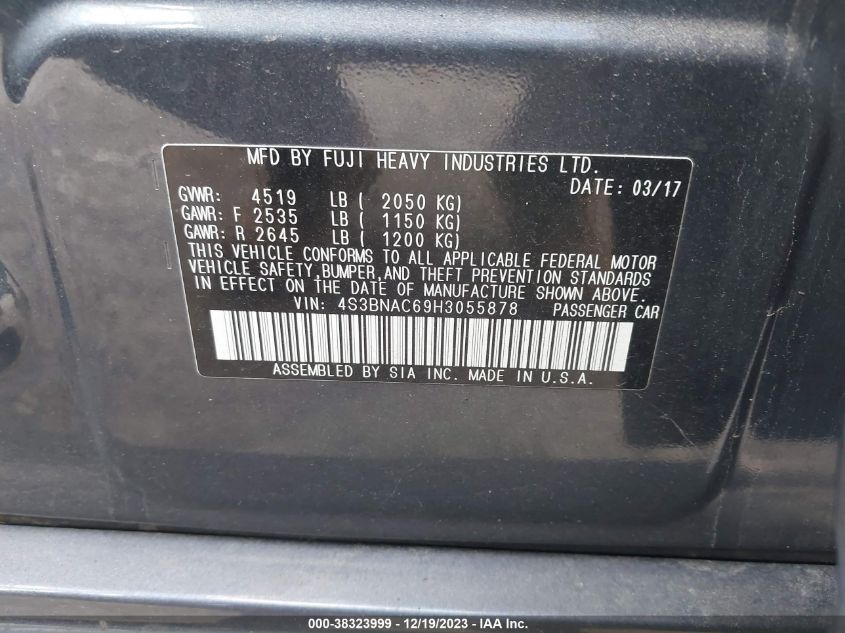 MFD BY FUJI HEAVY INDUSTRIES LTD.
DATE: 03/17
GVWR: 4519 LB ( 2050 KG)
GAWR: F 2535 LB ( 1150 KG)
GAWR: R 2645 LB ( 1200 KG)
THIS VEHICLE CONFORMS TO ALL APPLICABLE FEDERAL MOTOR
VEHICLE SAFETY,BUMPER,AND THEFT PREVENTION STANDARDS
IN EFFECT ON THE DATE OF MANUFACTURE SHOWN ABOVE.
VIN: 4S3BNAC69H3055878 PASSENGER CAR
ASSEMBLED BY SIA INC. MADE IN U.S.A.
000-38323999 - 12/19/2023 - IAA Inc.